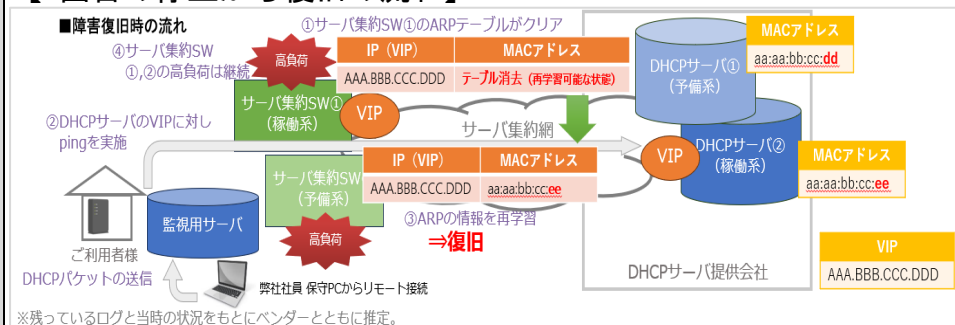 ■障害復旧時の流れ
①サーバ集約SW①のARPテーブルがクリア
④サーバ集約SW
①,②の高負荷は継続
高負荷
IP（VIP）
MACアドレス
AAA.BBB.CCC.DDD
テーブル消去（再学習可能な状態）
サーバ集約SW①
（稼働系）
VIP
DHCPサーバ①
（予備系）
MACアドレス
aa:aa:bb:cc:dd
②DHCPサーバのVIPに対し
pingを実施
サーバ集約網
IP（VIP）
MACアドレス
AAA.BBB.CCC.DDD
aa:aa:bb:cc:ee
VIP
DHCPサーバ②
（稼働系）
MACアドレス
aa:aa:bb:cc:ee
サーバ集約SW
（予備系）
高負荷
③ARPの情報を再学習
⇒復旧
監視用サーバ
ご利用者様
DHCPパケットの送信
弊社社員 保守PCからリモート接続
DHCPサーバ提供会社
VIP
AAA.BBB.CCC.DDD
※残っているログと当時の状況をもとにベンダーとともに推定。